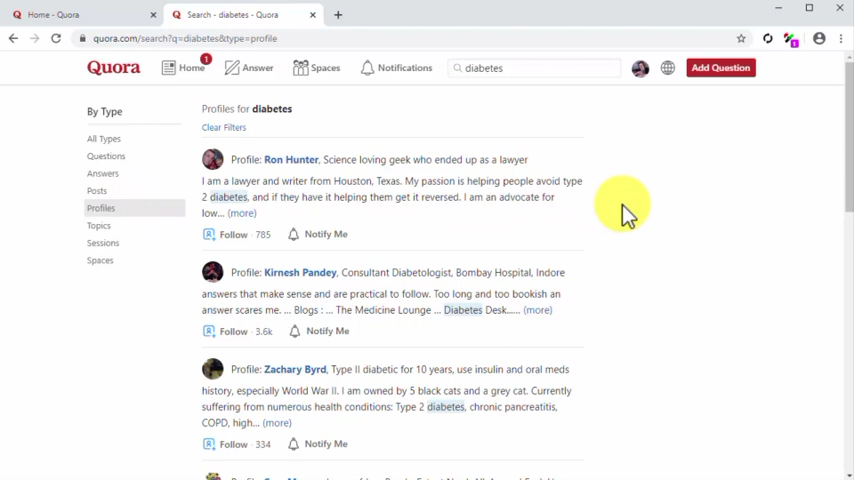 Home - Quora
Search - diabetes - Quora
quora.com/search?q=diabetes&type=profile
1
Quora
Home
1
Answer
Spaces
Notifications
diabetes
Add Question
By Type
All Types
Questions
Answers
Posts
Profiles
Topics
Sessions
Spaces
Profiles for diabetes
Clear Filters
Profile: Ron Hunter, Science loving geek who ended up as a lawyer
I am a lawyer and writer from Houston, Texas. My passion is helping people avoid type
2 diabetes, and if they have it helping them get it reversed. I am an advocate for
low... (more)
Follow · 785
Notify Me
Profile: Kirnesh Pandey, Consultant Diabetologist, Bombay Hospital, Indore
answers that make sense and are practical to follow. Too long and too bookish an
answer scares me. ... Blogs : ... The Medicine Lounge ... Diabetes Desk...... (more)
Follow · 3.6k
Notify Me
Profile: Zachary Byrd, Type II diabetic for 10 years, use insulin and oral meds
history, especially World War II. I am owned by 5 black cats and a grey cat. Currently
suffering from numerous health conditions: Type 2 diabetes, chronic pancreatitis,
COPD, high... (more)
Follow · 334
Notify Me